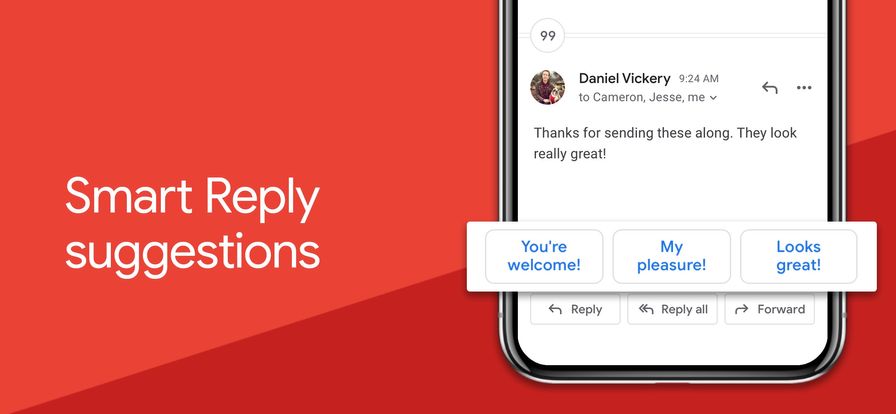 Smart Reply
suggestions
99
Daniel Vickery 9:24 AM
to Cameron, Jesse, me
Thanks for sending these along. They look
really great!
You're
welcome!
My
pleasure!
Looks
great!
Reply
Reply all
Forward